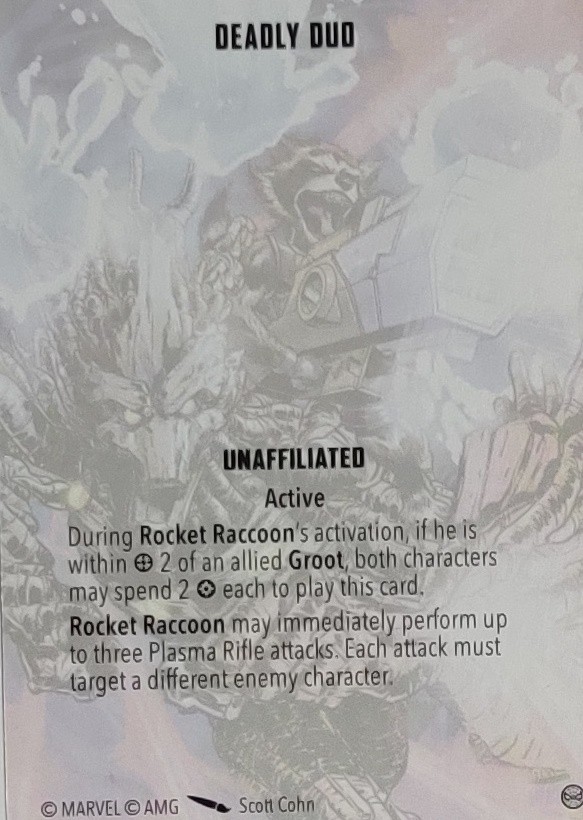 DEADLY DUO
UNAFFILIATED
Active
During Rocket Raccoon's activation, if he is
within 2 of an allied Groot, both characters
may spend 2 each to play this card.
Rocket Raccoon may immediately perform up
to three Plasma Rifle attacks. Each attack must
target a different enemy character.
© MARVEL © AMG Scott Cohn